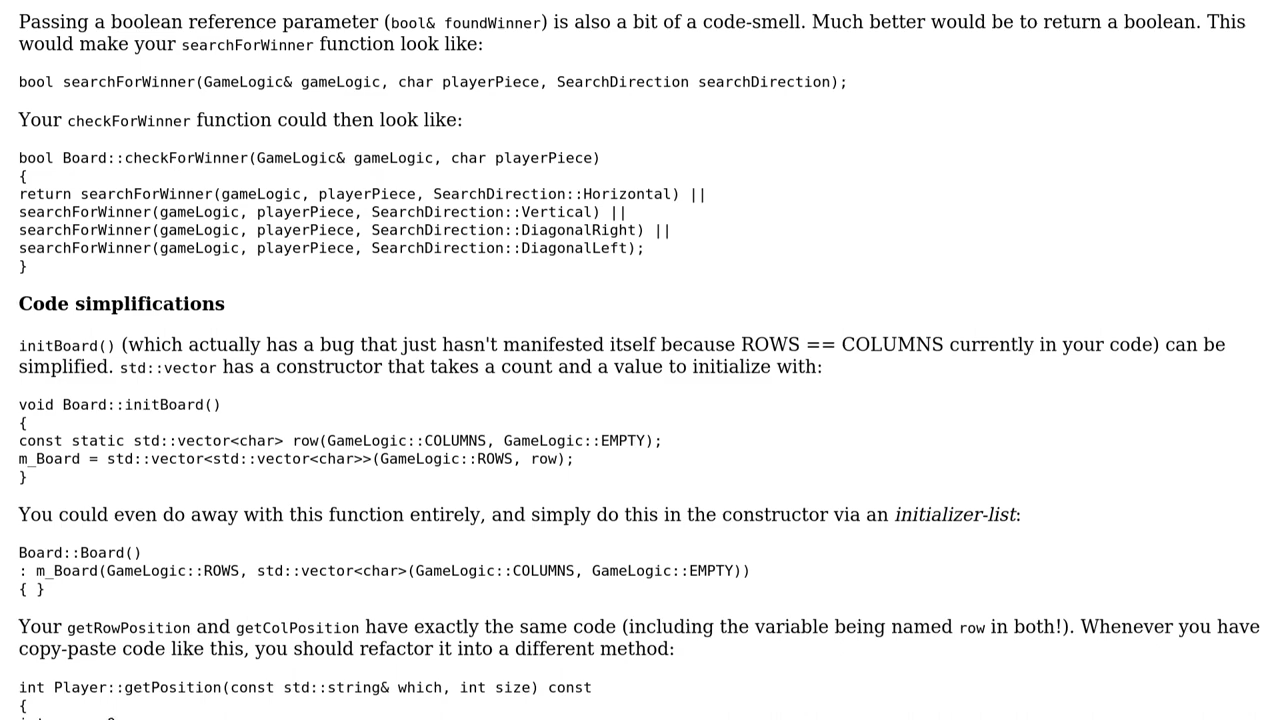 Passing a boolean reference parameter (bool& foundWinner) is also a bit of a code-smell. Much better would be to return a boolean. This
would make your searchForWinner function look like:
bool searchForWinner(GameLogic& gameLogic, char playerPiece, SearchDirection searchDirection);
Your checkForWinner function could then look like:
bool Board::checkForWinner(GameLogic& gameLogic, char playerPiece)
{
return searchForWinner(gameLogic, playerPiece, SearchDirection::Horizontal) ||
searchForWinner(gameLogic, playerPiece, SearchDirection::Vertical) ||
searchForWinner(gameLogic, playerPiece, SearchDirection::DiagonalRight) ||
searchForWinner(gameLogic, playerPiece, SearchDirection::DiagonalLeft);
}
Code simplifications
initBoard() (which actually has a bug that just hasn't manifested itself because ROWS == COLUMNS currently in your code) can be
simplified. std::vector has a constructor that takes a count and a value to initialize with:
void Board::initBoard()
{
const static std::vector<char> row(GameLogic::COLUMNS, GameLogic::EMPTY);
m_Board = std::vector<std::vector<char>>(GameLogic::ROWS, row);
}
You could even do away with this function entirely, and simply do this in the constructor via an initializer-list:
Board::Board()
: m_Board(GameLogic::ROWS, std::vector<char>(GameLogic::COLUMNS, GameLogic::EMPTY))
{ }
Your getRowPosition and getColPosition have exactly the same code (including the variable being named row in both!). Whenever you have
copy-paste code like this, you should refactor it into a different method:
int Player::getPosition(const std::string& which, int size) const
{